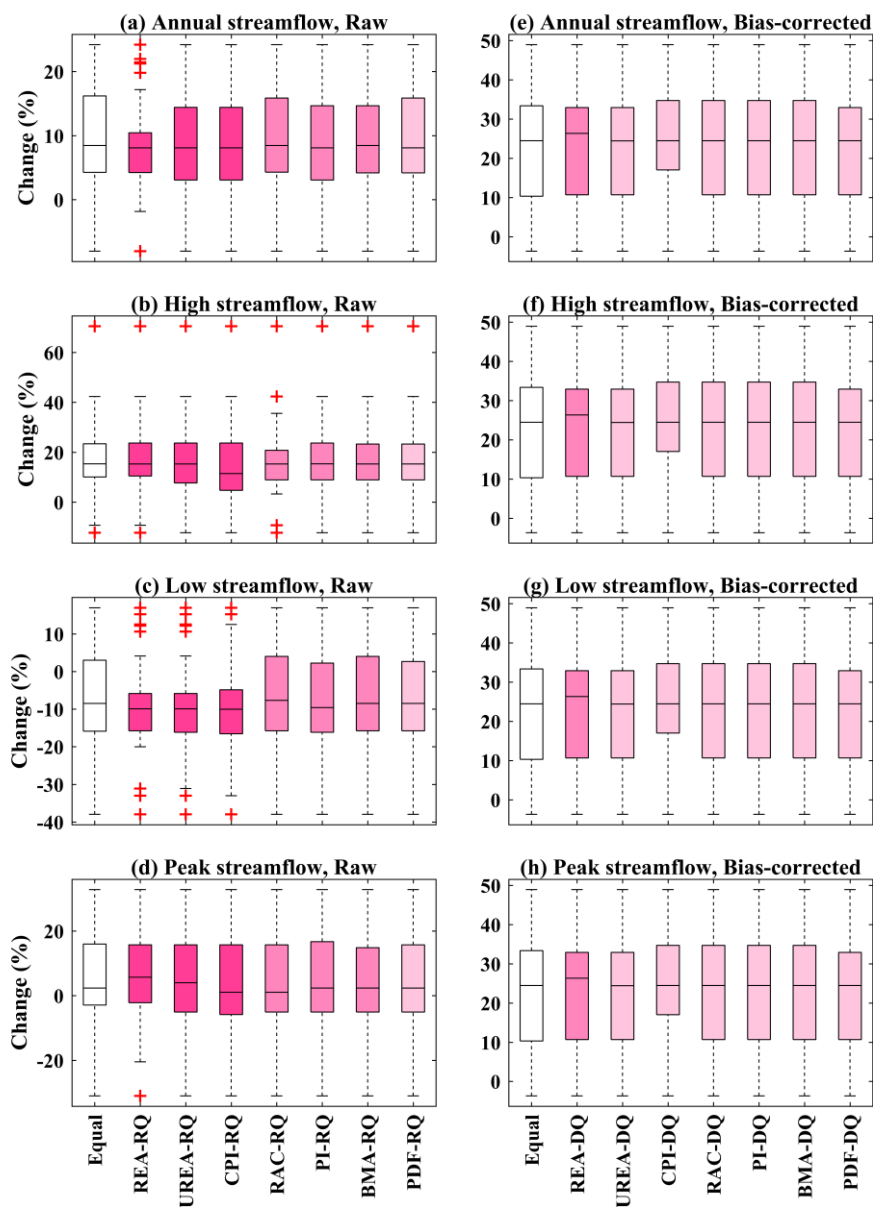 (a) Annual streamflow, Raw
Change (%)
20
10
0
(e) Annual streamflow, Bias-corrected
50
40
30
20
10
0
(b) High streamflow, Raw
Change (%)
60
40
20
0
(f) High streamflow, Bias-corrected
50
40
30
20
10
0
(c) Low streamflow, Raw
Change (%)
10
0
-10
-20
-30
-40
(g) Low streamflow, Bias-corrected
50
40
30
20
10
0
(d) Peak streamflow, Raw
Change (%)
20
0
-20
(h) Peak streamflow, Bias-corrected
50
40
30
20
10
0
Equal
REA-RQ
UREA-RQ
CPI-RQ
RAC-RQ
PI-RQ
BMA-RQ
PDF-RQ
Equal
REA-DQ
UREA-DQ
CPI-DQ
RAC-DQ
PI-DQ
BMA-DQ
PDF-DQ